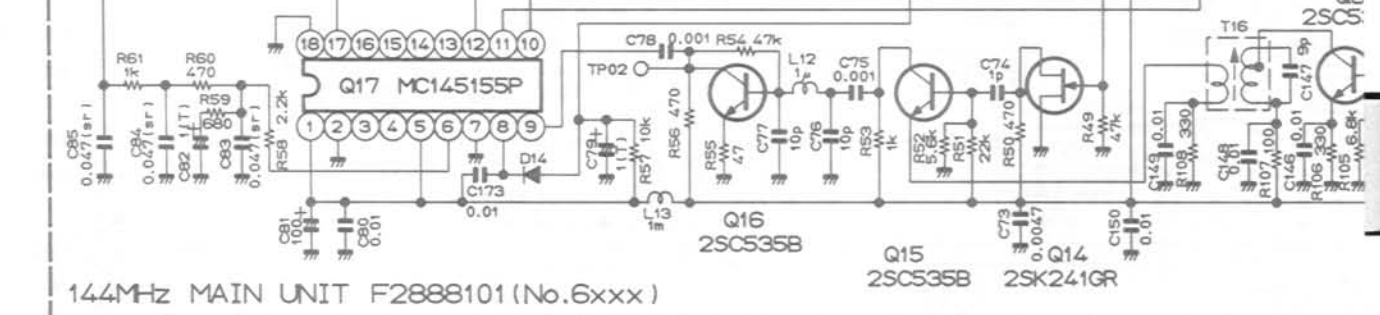 2SC5
T16
9p
C147
18 17 16 15 14 13 12 11 10
Q17 MC145155P
1 2 3 4 5 6 7 8 9
R61
1k
R60
470
R59
680
C85
0.047(sr)
C84
0.047(sr)
C82 1(T)
C83
0.047(sr)
R58
2.2k
C78 0.001
R54 47k
TP02
L12
1μ
C75
0.001
C74
1p
R56 470
R55
47
C77
10p
C76
10p
R53
1k
R52
5.6k
R51
22k
R50 470
R49
47k
C149 0.01
R108 330
C148
0.01
R107 100
C146 0.01
R106 330
R105 6.8k
D14
C79
1(T)
R57 10k
C173
0.01
L13
1m
C81
100
C80
0.01
C73
0.0047
C150
0.01
Q16
2SC535B
Q15
2SC535B
Q14
2SK241GR
144MHz MAIN UNIT F2888101(No.6xxx)